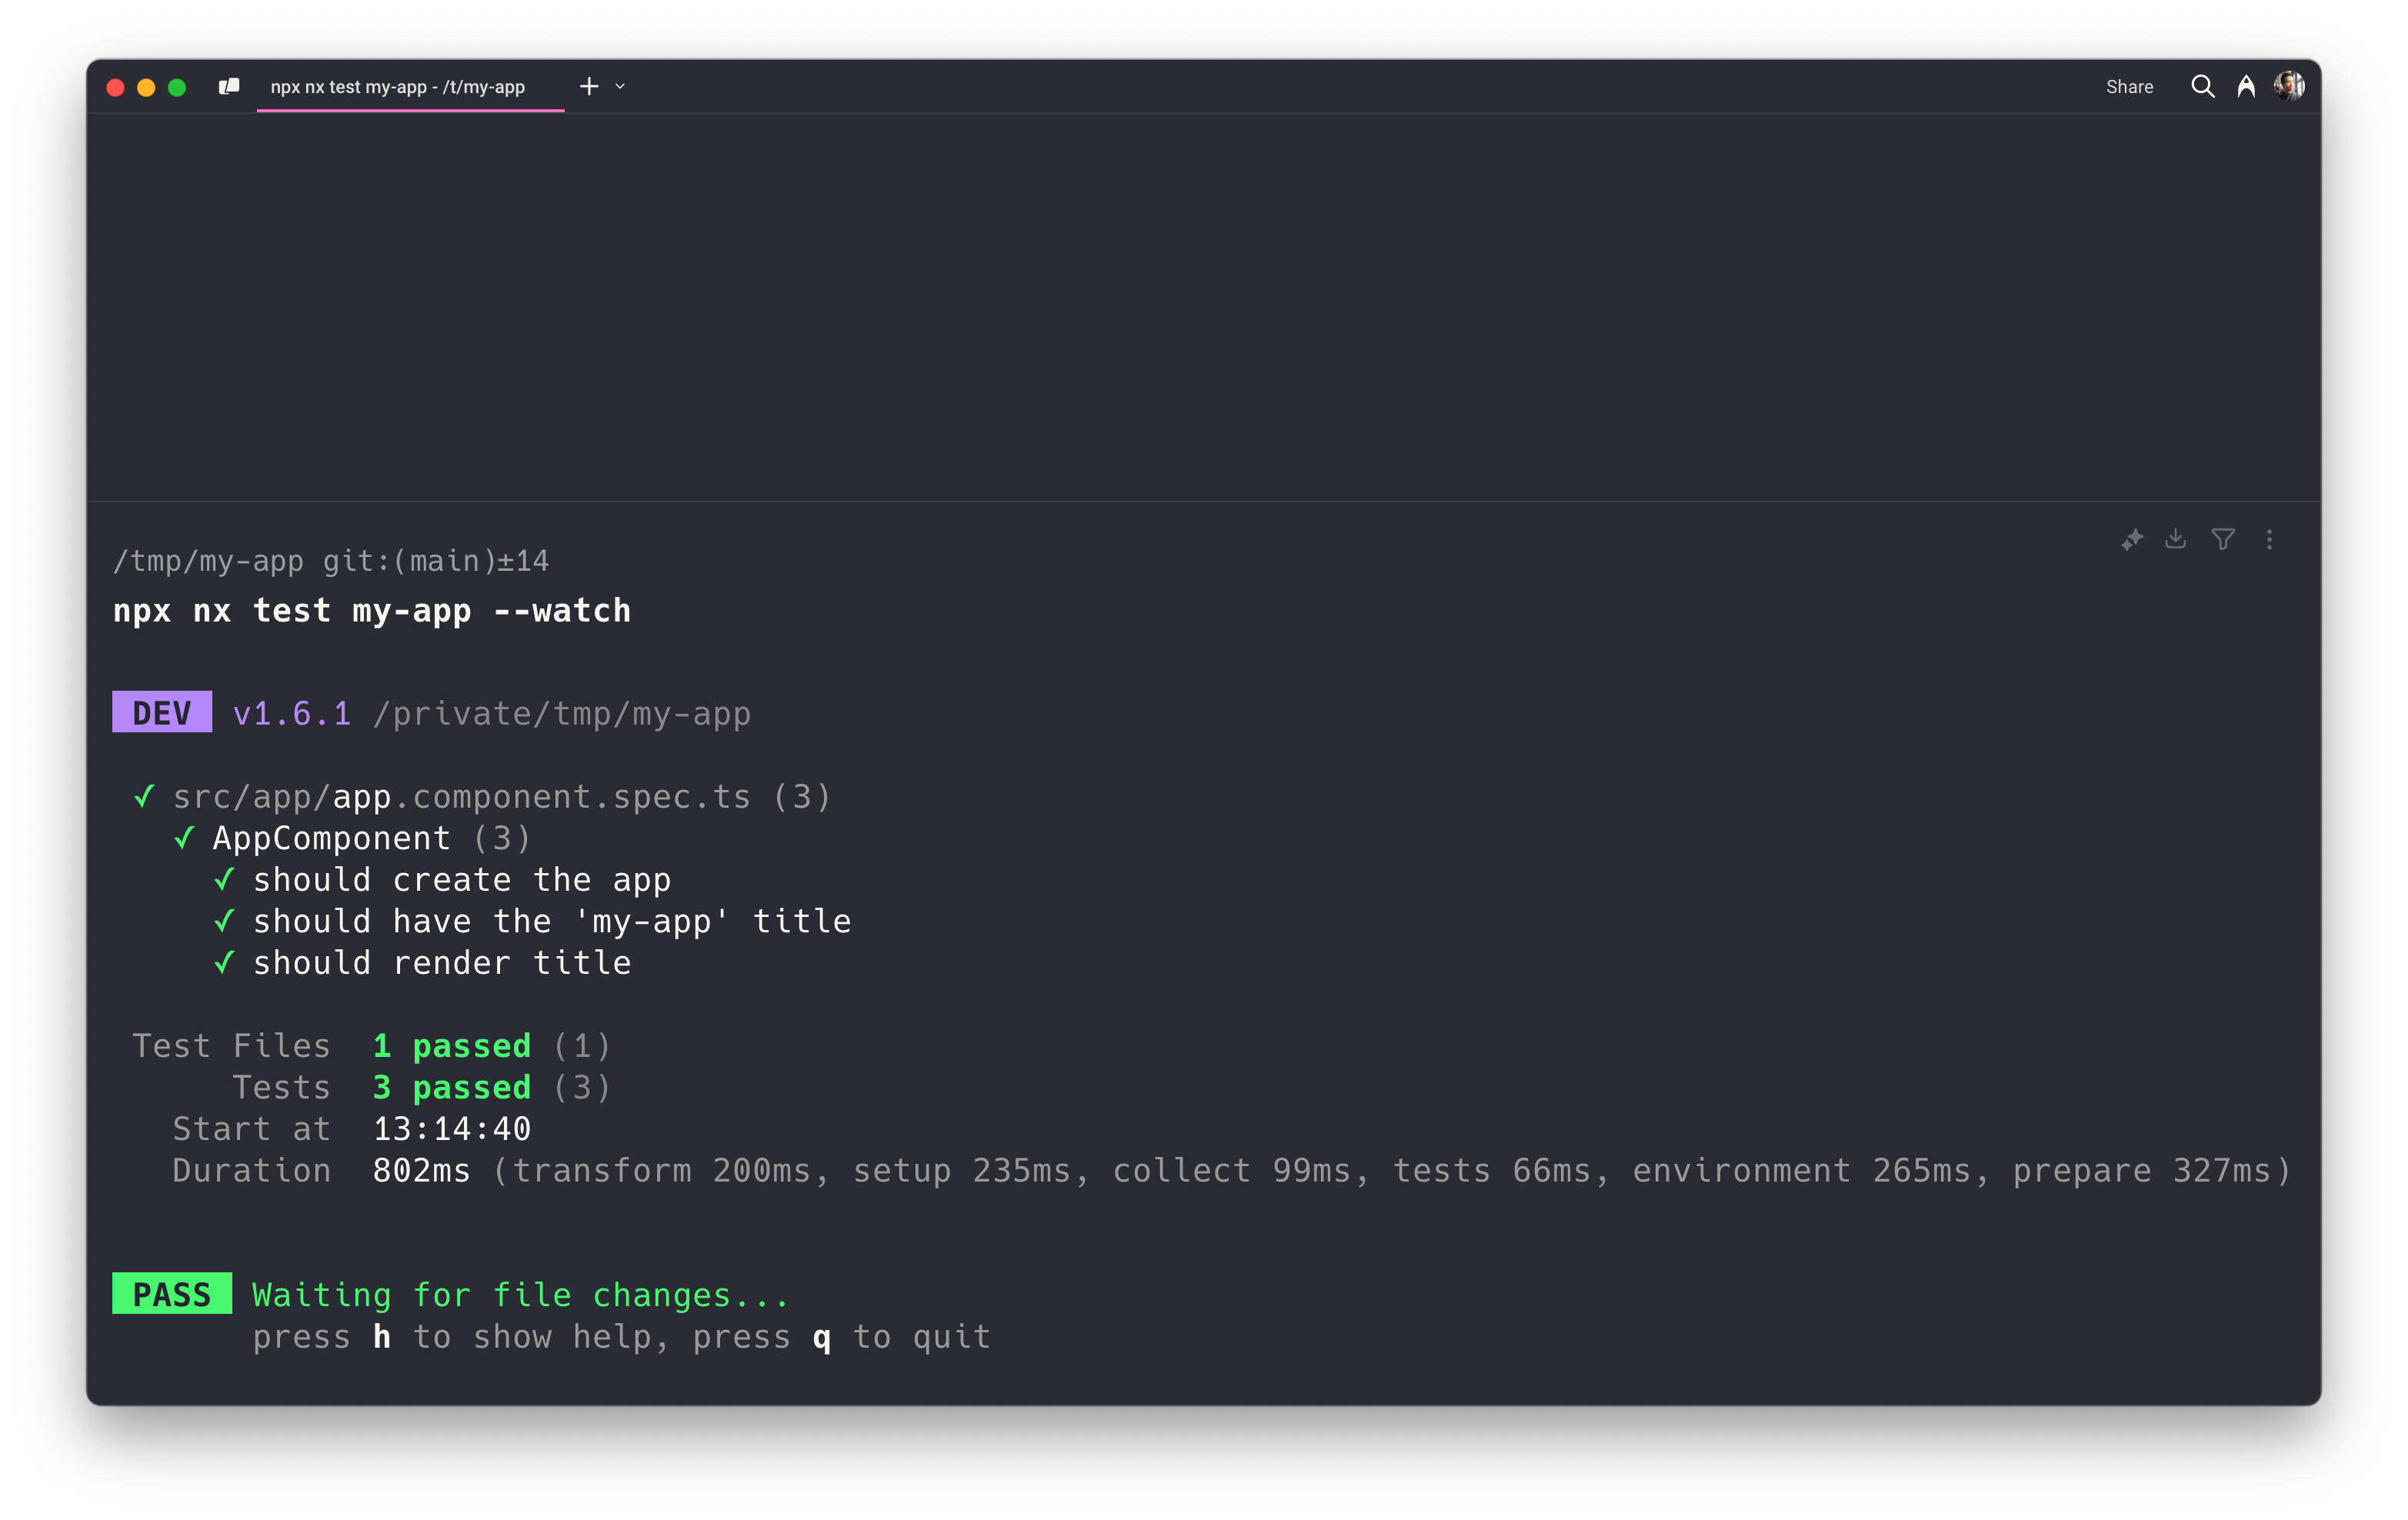 npx nx test my-app - /t/my-app
Share
/tmp/my-app git:(main)±14
npx nx test my-app --watch
DEV v1.6.1 /private/tmp/my-app
✓ src/app/app.component.spec.ts (3)
✓ AppComponent (3)
✓ should create the app
✓ should have the 'my-app' title
✓ should render title
Test Files 1 passed (1)
Tests 3 passed (3)
Start at 13:14:40
Duration 802ms (transform 200ms, setup 235ms, collect 99ms, tests 66ms, environment 265ms, prepare 327ms)
PASS Waiting for file changes...
press h to show help, press q to quit